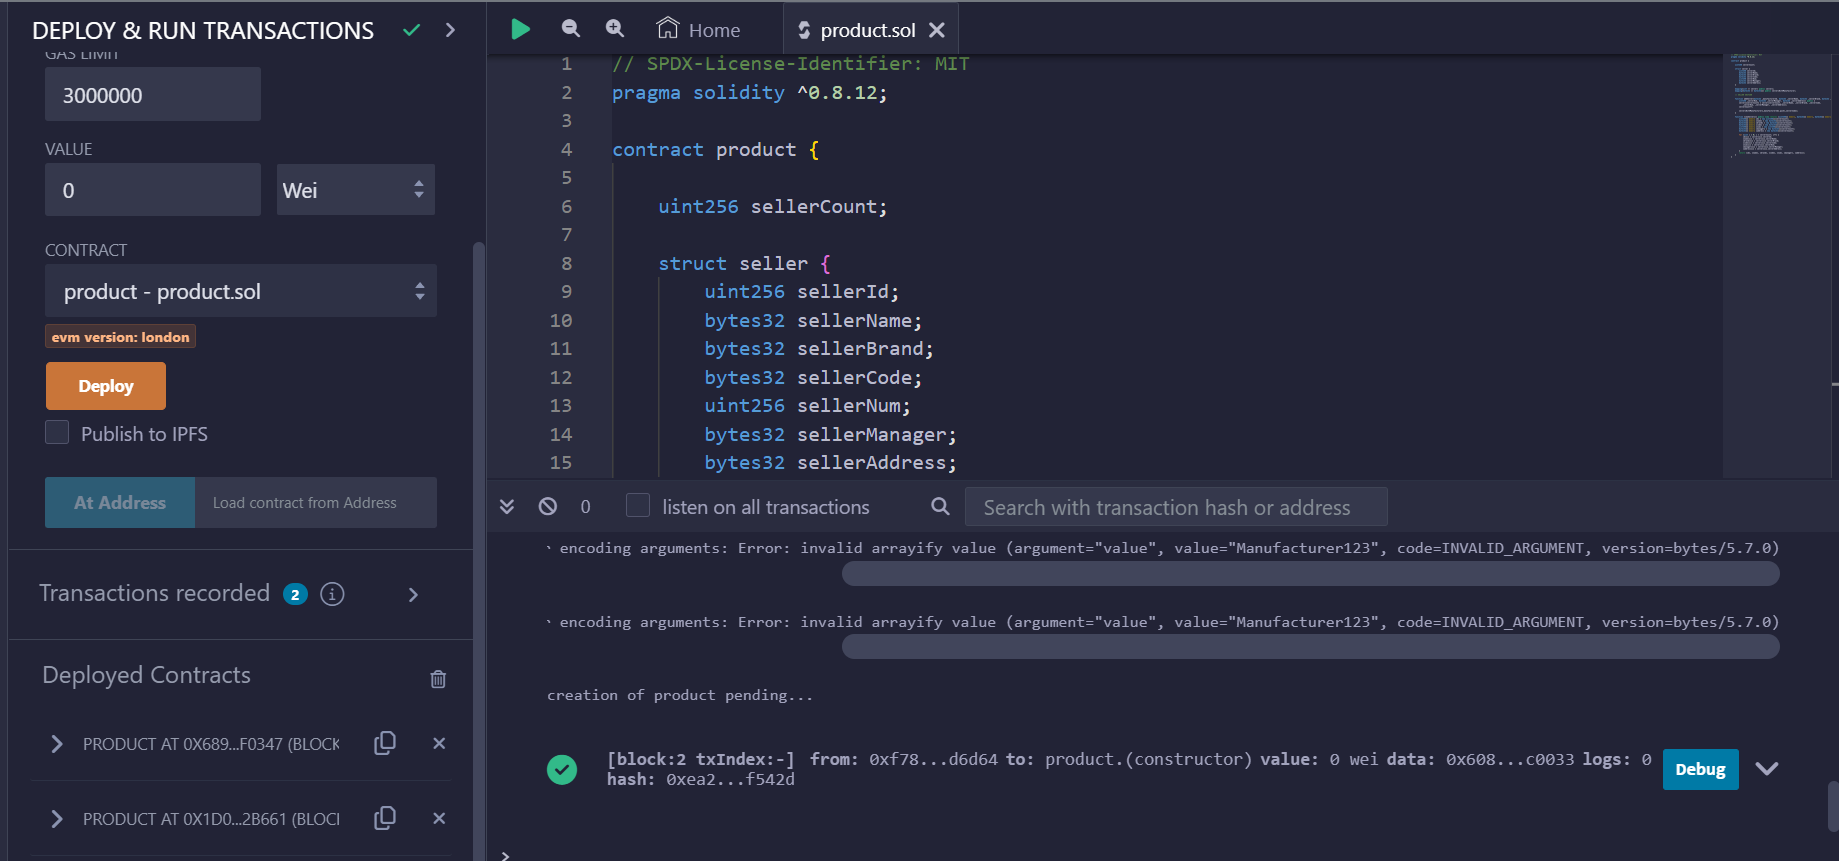 DEPLOY & RUN TRANSACTIONS
GAS LIMIT
3000000
VALUE
0
Wei
CONTRACT
product - product.sol
evm version: london
Deploy
Publish to IPFS
At Address
Load contract from Address
Transactions recorded 2 i
Deployed Contracts
PRODUCT AT 0X689...F0347 (BLOCK
PRODUCT AT 0X1D0...2B661 (BLOCK
Home
product.sol
1 // SPDX-License-Identifier: MIT
2 pragma solidity ^0.8.12;
3
4 contract product {
5
6 uint256 sellerCount;
7
8 struct seller {
9 uint256 sellerId;
10 bytes32 sellerName;
11 bytes32 sellerBrand;
12 bytes32 sellerCode;
13 uint256 sellerNum;
14 bytes32 sellerManager;
15 bytes32 sellerAddress;
0
listen on all transactions
Search with transaction hash or address
encoding arguments: Error: invalid arrayify value (argument="value", value="Manufacturer123", code=INVALID_ARGUMENT, version=bytes/5.7.0)
encoding arguments: Error: invalid arrayify value (argument="value", value="Manufacturer123", code=INVALID_ARGUMENT, version=bytes/5.7.0)
creation of product pending...
[block:2 txIndex:-] from: 0xf78...d6d64 to: product.(constructor) value: 0 wei data: 0x608...c0033 logs: 0
hash: 0xea2...f542d
Debug
>